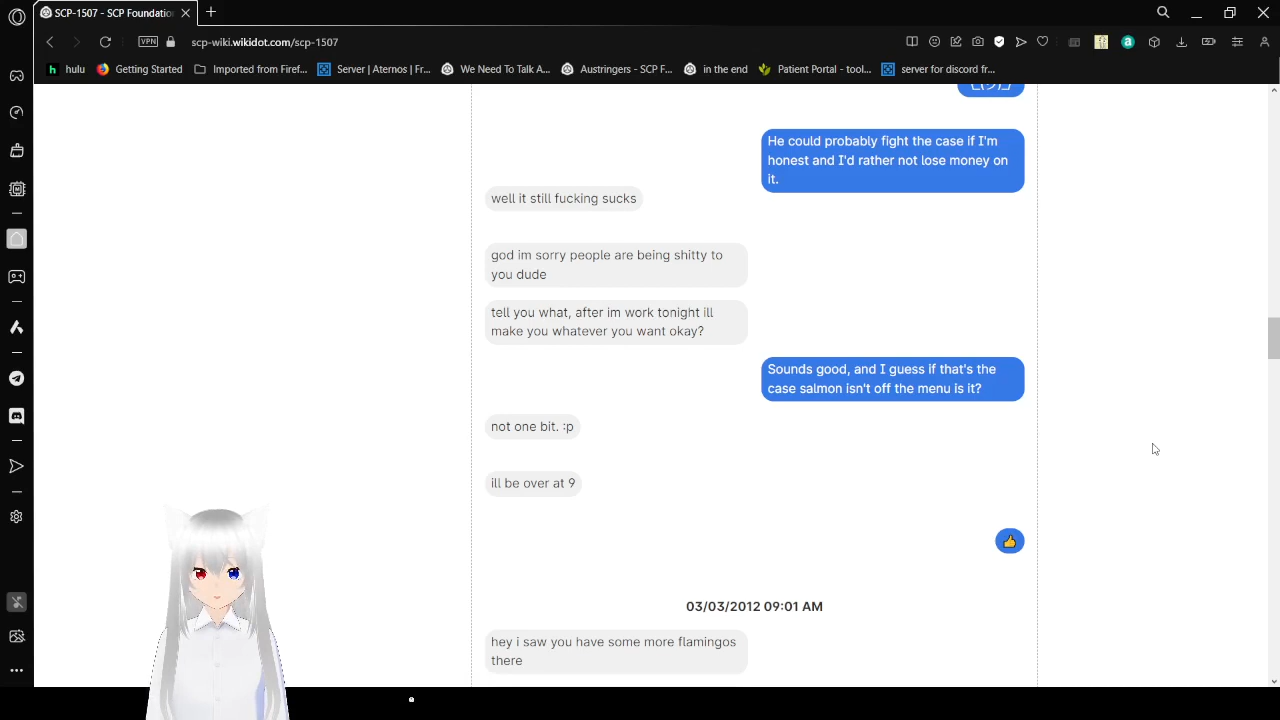 SCP-1507 - SCP Foundatio
VPN
scp-wiki.wikidot.com/scp-1507
hulu
Getting Started
Imported from Firef...
Server | Aternos | Fr...
We Need To Talk A...
Austringers - SCP F...
in the end
Patient Portal - tool...
server for discord fr...
He could probably fight the case if I'm
honest and I'd rather not lose money on
it.
well it still fucking sucks
god im sorry people are being shitty to
you dude
tell you what, after im work tonight ill
make you whatever you want okay?
Sounds good, and I guess if that's the
case salmon isn't off the menu is it?
not one bit. :p
ill be over at 9
03/03/2012 09:01 AM
hey i saw you have some more flamingos
there